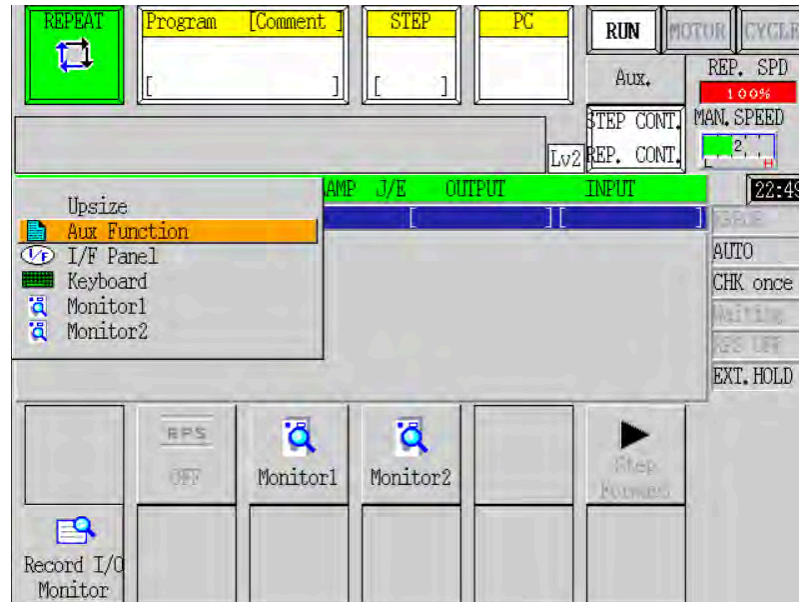 REPEAT
Program [Comment ]
[ ]
STEP
[ ]
PC
RUN
MOTOR
CYCLE
Aux.
REP. SPD
100%
STEP CONT.
REP. CONT.
MAN. SPEED
2
L H
Lv2
AMP J/E OUTPUT INPUT
22:49
[ ][ ]
Upsize
Aux Function
I/F I/F Panel
Keyboard
Monitor1
Monitor2
ERROR
AUTO
CHK once
Waiting
RPS OFF
EXT. HOLD
RPS
OFF
Monitor1
Monitor2
Step
Forward
Record I/O
Monitor